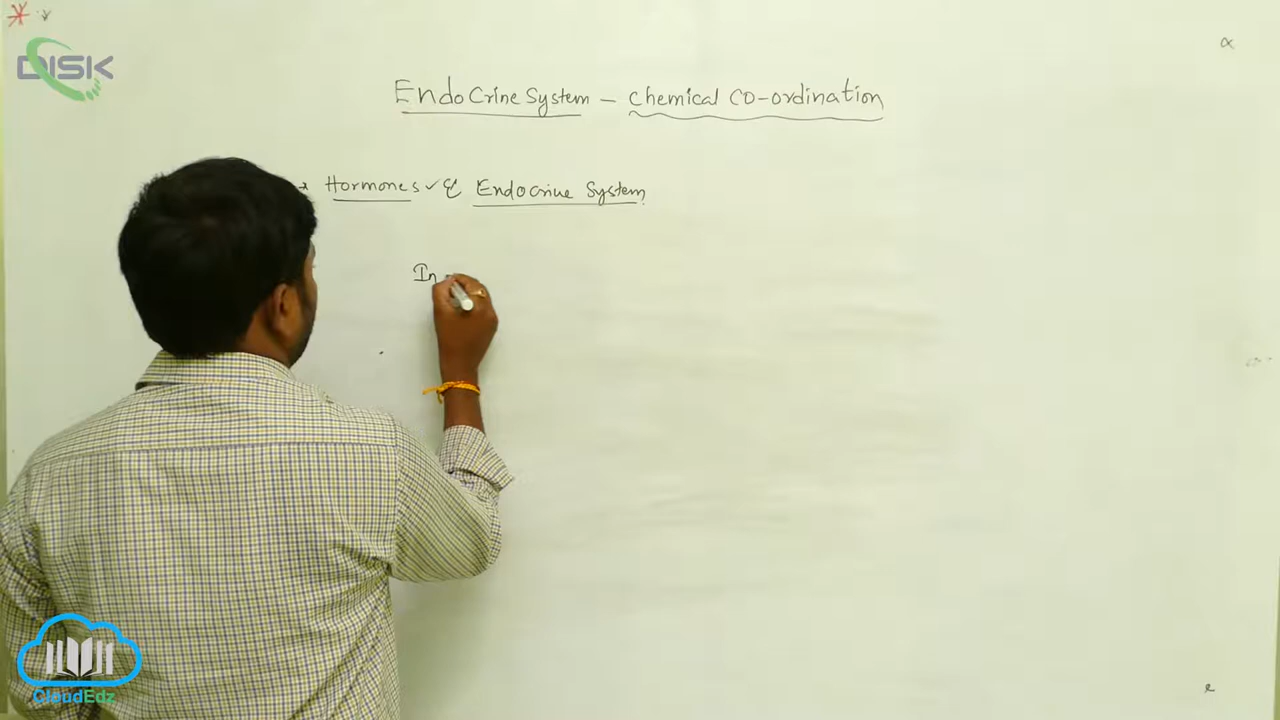 DISK
Endocrine System – Chemical CO-ordination
Hormones ✓ & Endocrine System
In
CloudEdz